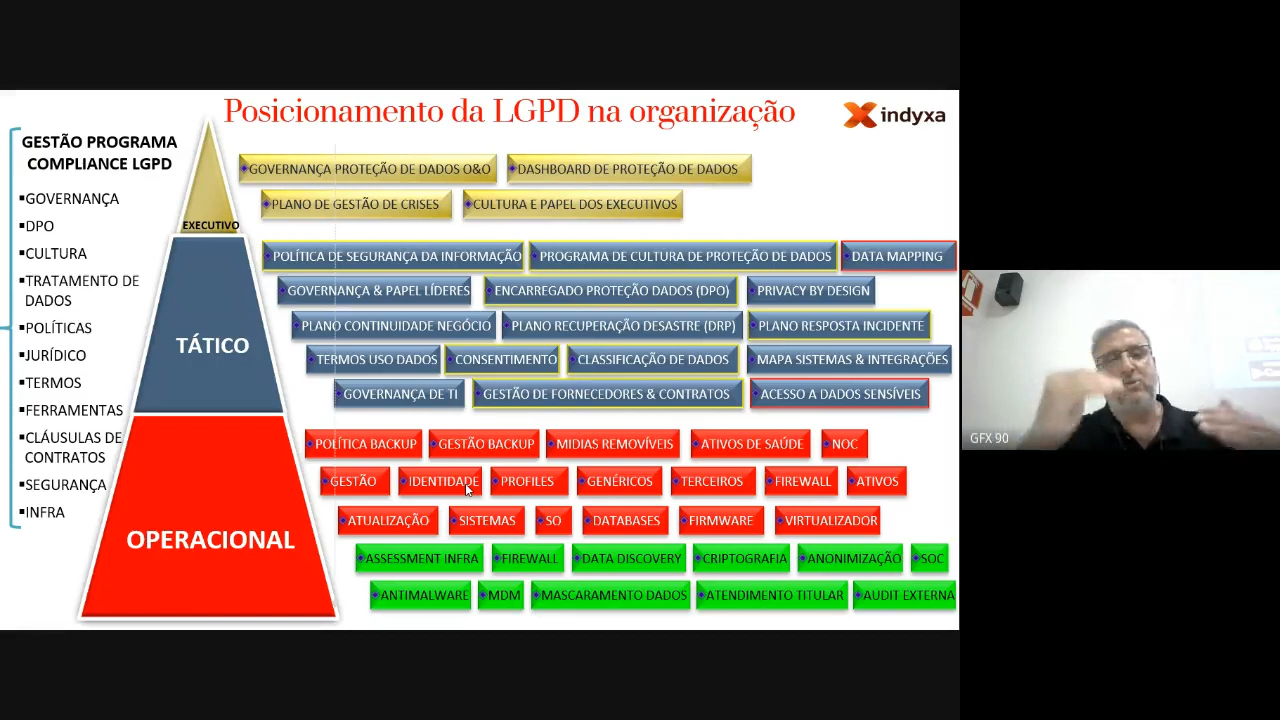 Posicionamento da LGPD na organização
indyxa
GESTÃO PROGRAMA
COMPLIANCE LGPD
▪GOVERNANÇA
▪DPO
▪CULTURA
▪TRATAMENTO DE
DADOS
▪POLÍTICAS
▪JURÍDICO
▪TERMOS
▪FERRAMENTAS
▪CLÁUSULAS DE
CONTRATOS
▪SEGURANÇA
▪INFRA
EXECUTIVO
GOVERNANÇA PROTEÇÃO DE DADOS O&O DASHBOARD DE PROTEÇÃO DE DADOS
PLANO DE GESTÃO DE CRISES CULTURA E PAPEL DOS EXECUTIVOS
TÁTICO
POLÍTICA DE SEGURANÇA DA INFORMAÇÃO PROGRAMA DE CULTURA DE PROTEÇÃO DE DADOS DATA MAPPING
GOVERNANÇA & PAPEL LÍDERES ENCARREGADO PROTEÇÃO DADOS (DPO) PRIVACY BY DESIGN
PLANO CONTINUIDADE NEGÓCIO PLANO RECUPERAÇÃO DESASTRE (DRP) PLANO RESPOSTA INCIDENTE
TERMOS USO DADOS CONSENTIMENTO CLASSIFICAÇÃO DE DADOS MAPA SISTEMAS & INTEGRAÇÕES
GOVERNANÇA DE TI GESTÃO DE FORNECEDORES & CONTRATOS ACESSO A DADOS SENSÍVEIS
OPERACIONAL
POLÍTICA BACKUP GESTÃO BACKUP MIDIAS REMOVÍVEIS ATIVOS DE SAÚDE NOC
GESTÃO IDENTIDADE PROFILES GENÉRICOS TERCEIROS FIREWALL ATIVOS
ATUALIZAÇÃO SISTEMAS SO DATABASES FIRMWARE VIRTUALIZADOR
ASSESSMENT INFRA FIREWALL DATA DISCOVERY CRIPTOGRAFIA ANONIMIZAÇÃO SOC
ANTIMALWARE MDM MASCARAMENTO DADOS ATENDIMENTO TITULAR AUDIT EXTERNA
GFX 90